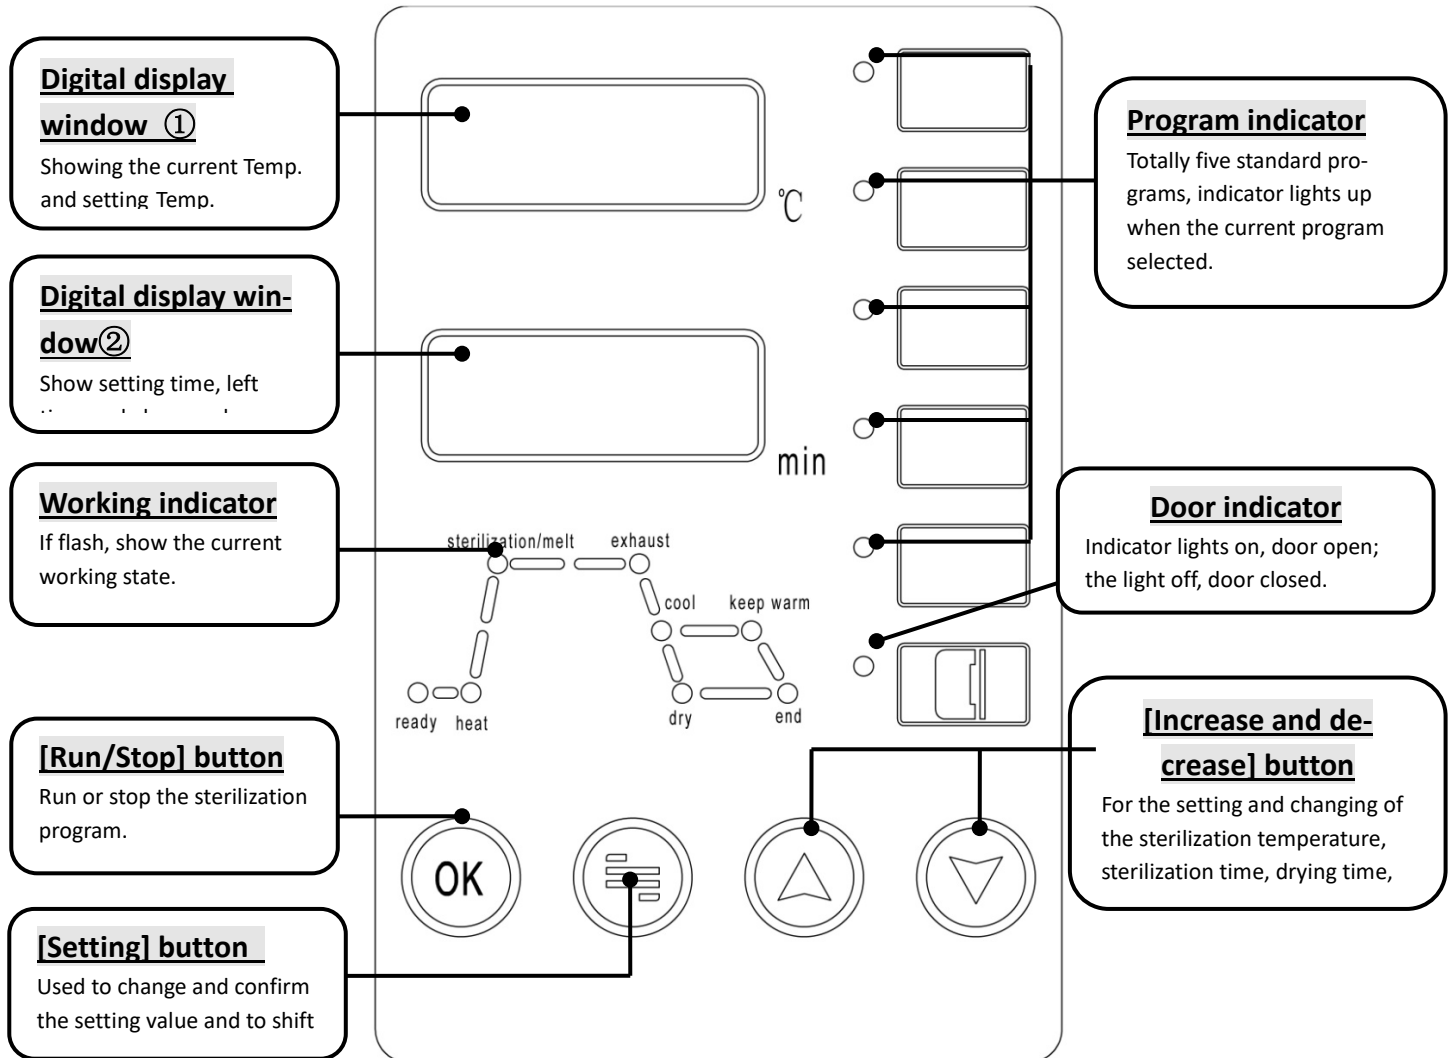 Digital display
window ①
Showing the current Temp.
and setting Temp.
Digital display win-
dow②
Show setting time, left
Working indicator
If flash, show the current
working state.
[Run/Stop] button
Run or stop the sterilization
program.
[Setting] button
Used to change and confirm
the setting value and to shift
℃
min
sterilization/melt
exhaust
cool
keep warm
ready
heat
dry
end
OK
Program indicator
Totally five standard pro-
grams, indicator lights up
when the current program
selected.
Door indicator
Indicator lights on, door open;
the light off, door closed.
[Increase and de-
crease] button
For the setting and changing of
the sterilization temperature,
sterilization time, drying time,